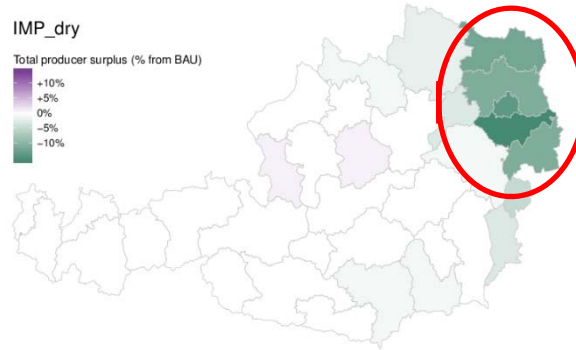 IMP_dry
Total producer surplus (% from BAU)
+10%
+5%
0%
−5%
−10%